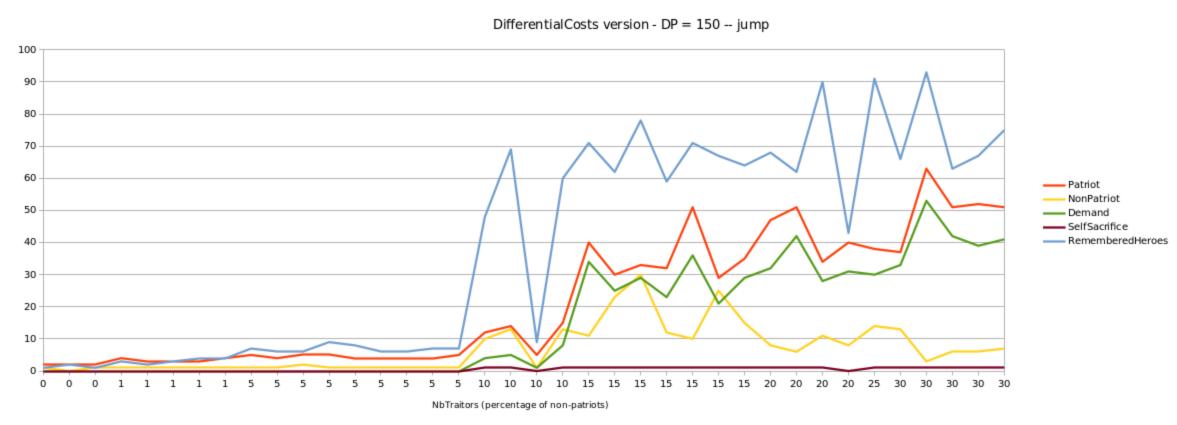 DifferentialCosts version - DP = 150 -- jump
100
90
80
70
60
50
40
30
20
10
0
0 0 0 1 1 1 1 1 5 5 5 5 5 5 5 5 5 10 10 10 10 15 15 15 15 15 15 15 20 20 20 20 25 30 30 30 30 30
Patriot
NonPatriot
Demand
SelfSacrifice
RememberedHeroes
NbTraitors (percentage of non-patriots)